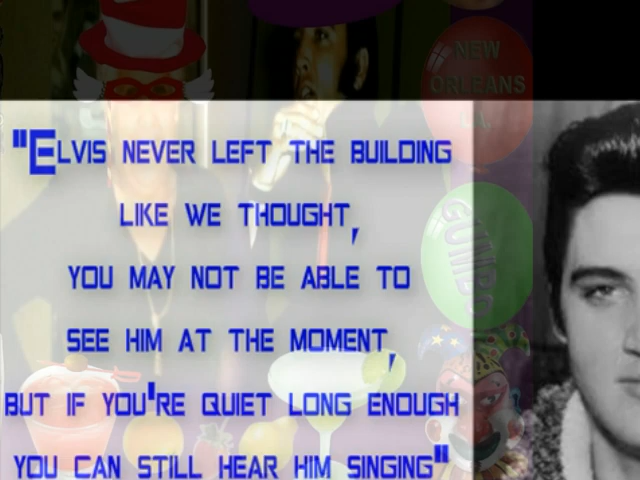 NEW
ORLEANS
"ELVIS NEVER LEFT THE BUILDING
LIKE WE THOUGHT,
YOU MAY NOT BE ABLE TO
SEE HIM AT THE MOMENT,
BUT IF YOU'RE QUIET LONG ENOUGH
YOU CAN STILL HEAR HIM SINGING"
GUMBO